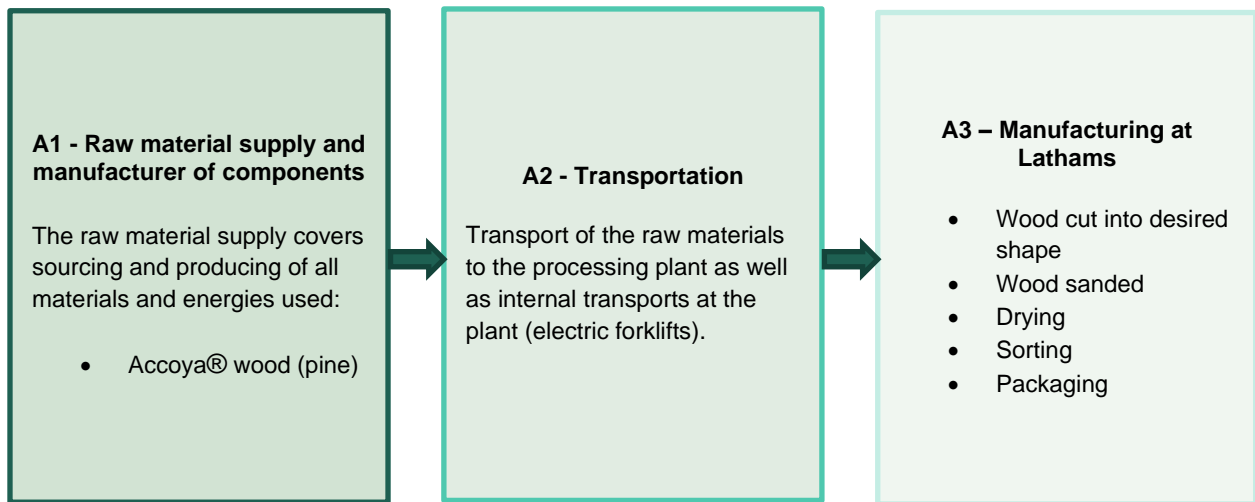 A1 - Raw material supply and
manufacturer of components
The raw material supply covers
sourcing and producing of all
materials and energies used:
• Accoya® wood (pine)
A2 - Transportation
Transport of the raw materials
to the processing plant as well
as internal transports at the
plant (electric forklifts).
A3 – Manufacturing at
Lathams
• Wood cut into desired
shape
• Wood sanded
• Drying
• Sorting
• Packaging